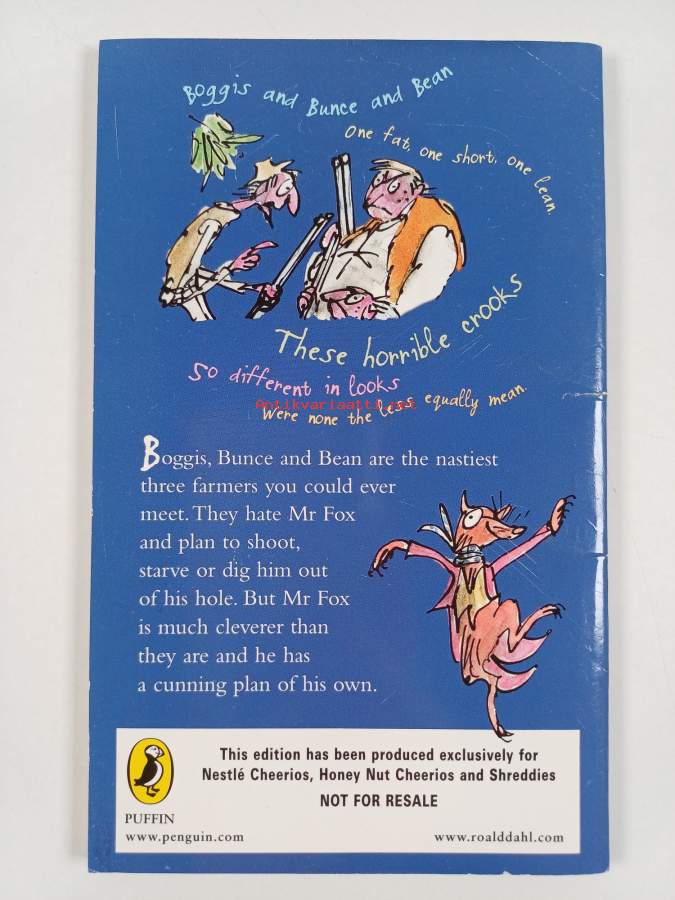 Boggis and Bunce and Bean
One fat, one short, one lean.
These horrible crooks
So different in looks
Antikvariaatti.net
Were none the less equally mean.
Boggis, Bunce and Bean are the nastiest
three farmers you could ever
meet. They hate Mr Fox
and plan to shoot,
starve or dig him out
of his hole. But Mr Fox
is much cleverer than
they are and he has
a cunning plan of his own.
This edition has been produced exclusively for
Nestlé Cheerios, Honey Nut Cheerios and Shreddies
NOT FOR RESALE
PUFFIN
www.penguin.com
www.roalddahl.com